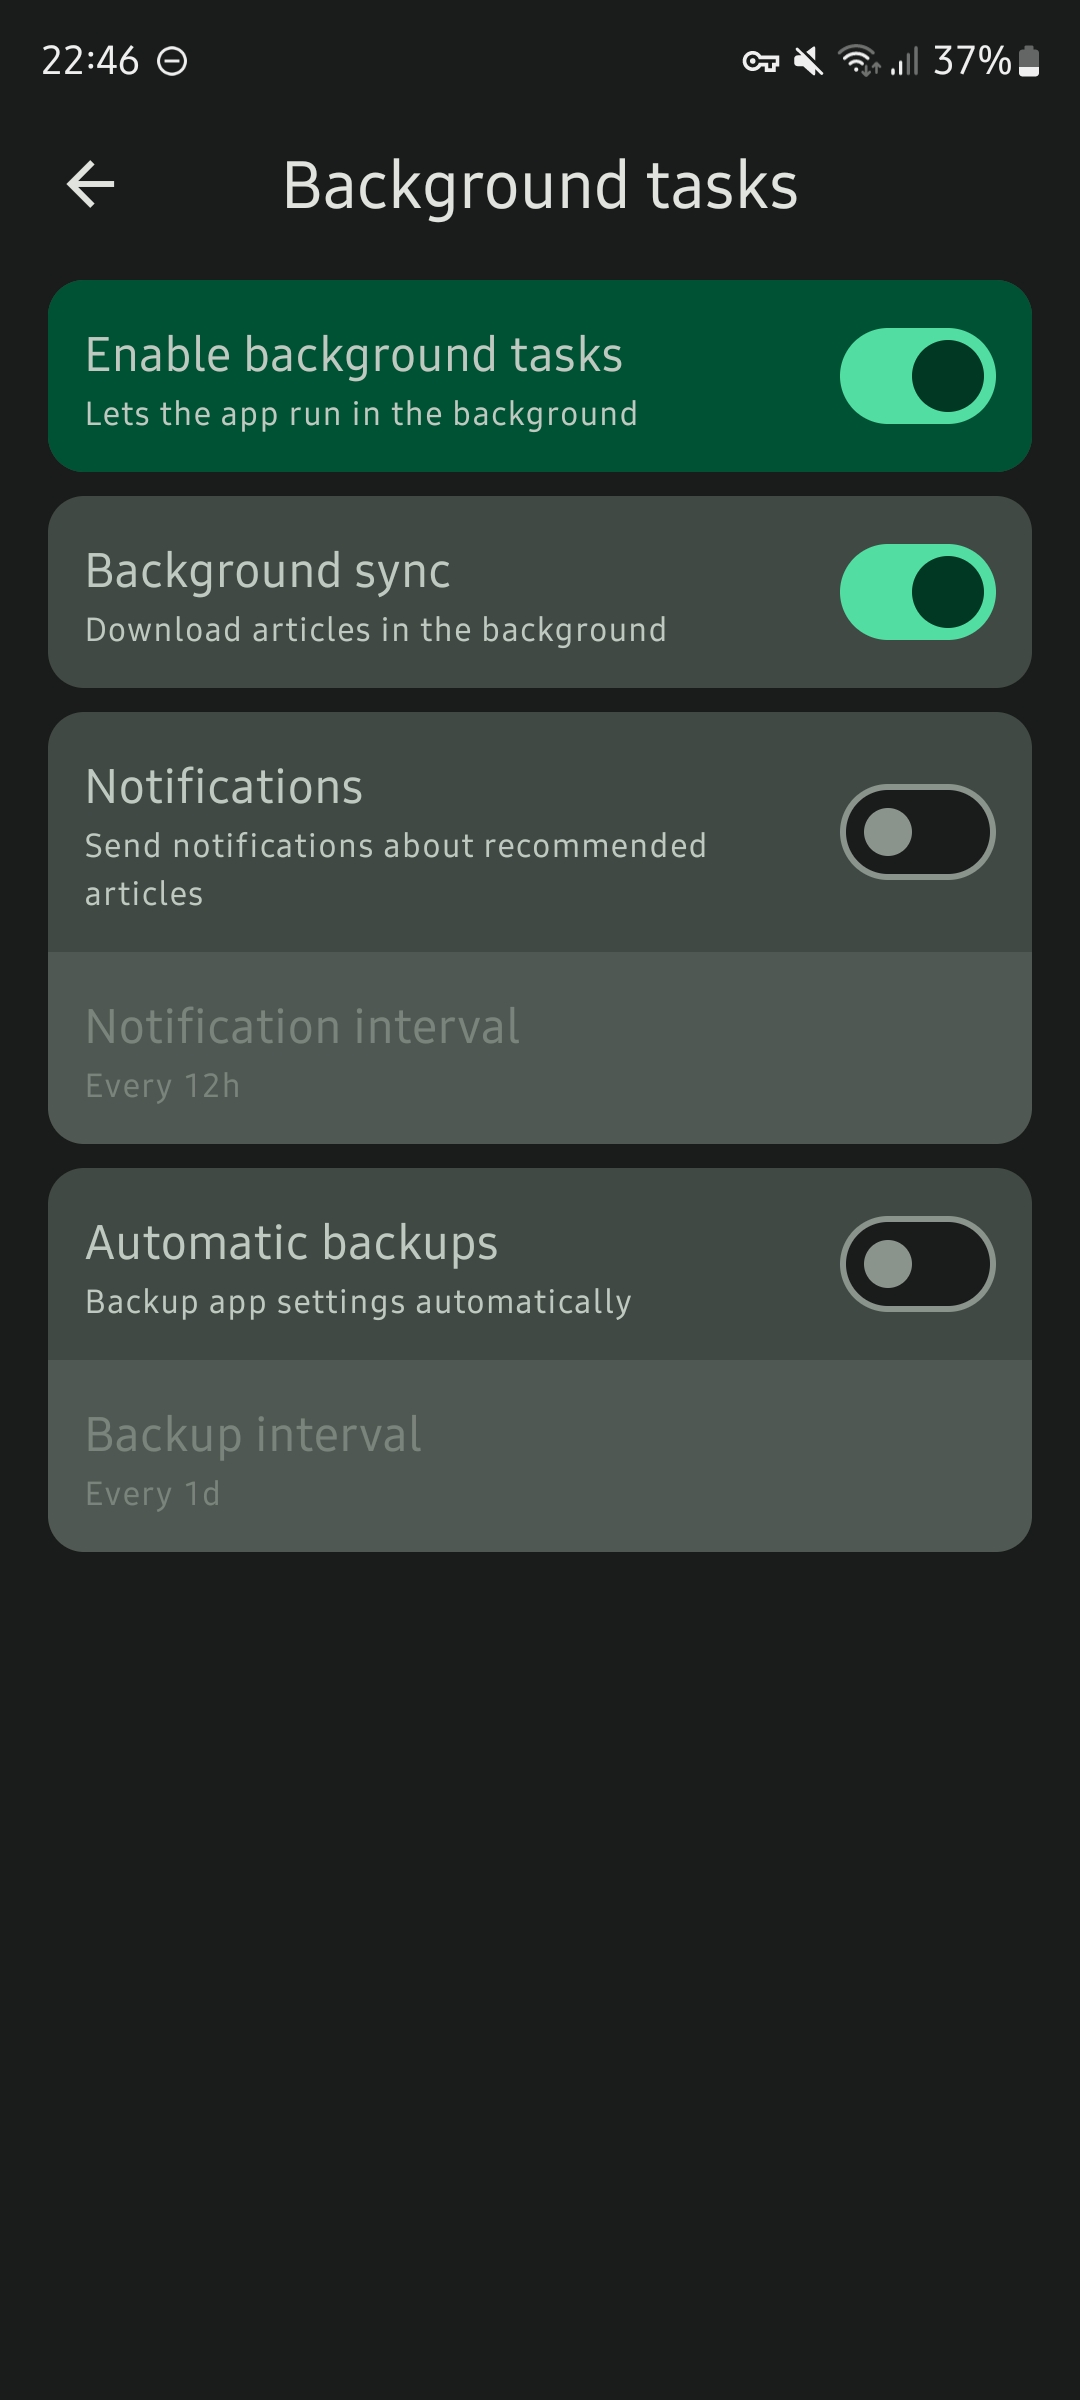 22:46
37%
Background tasks
Enable background tasks
Lets the app run in the background
Background sync
Download articles in the background
Notifications
Send notifications about recommended
articles
Notification interval
Every 12h
Automatic backups
Backup app settings automatically
Backup interval
Every 1d